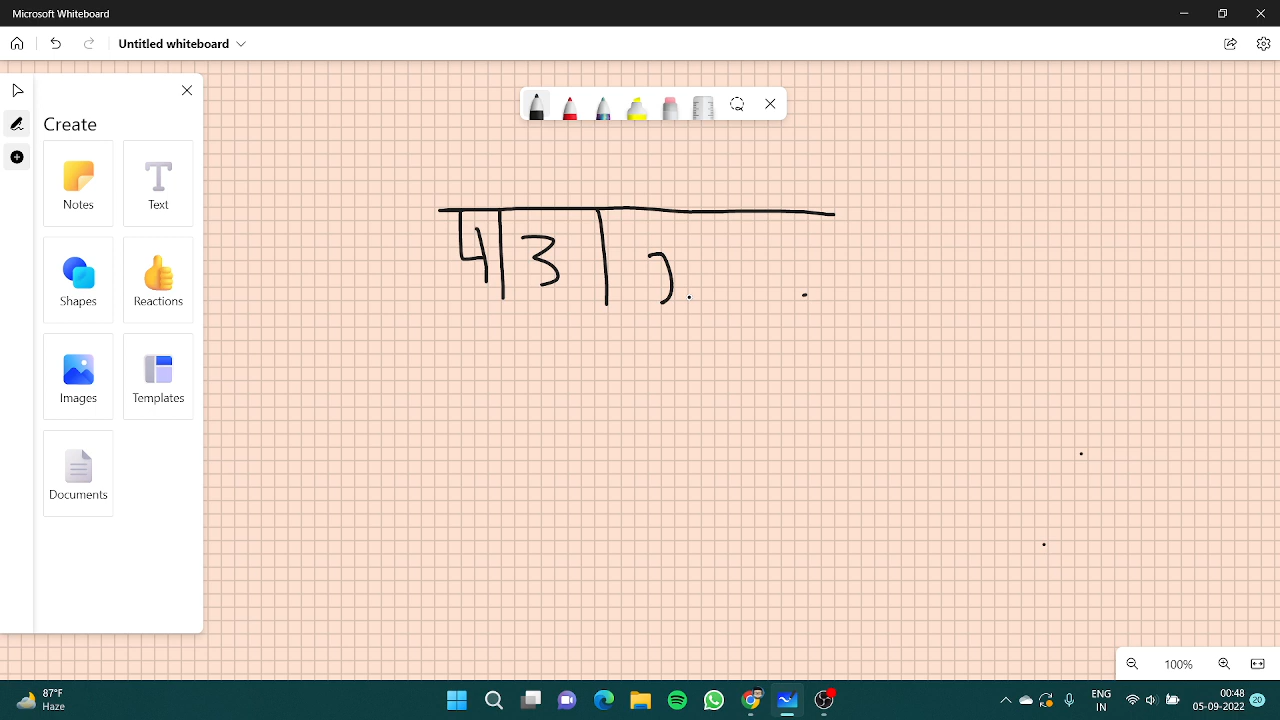 Microsoft Whiteboard
Untitled whiteboard
Create
Notes
Text
4 3
Shapes
Reactions
Images
Templates
Documents
100%
87°F
Haze
ENG
IN
00:48
05-09-2022
20